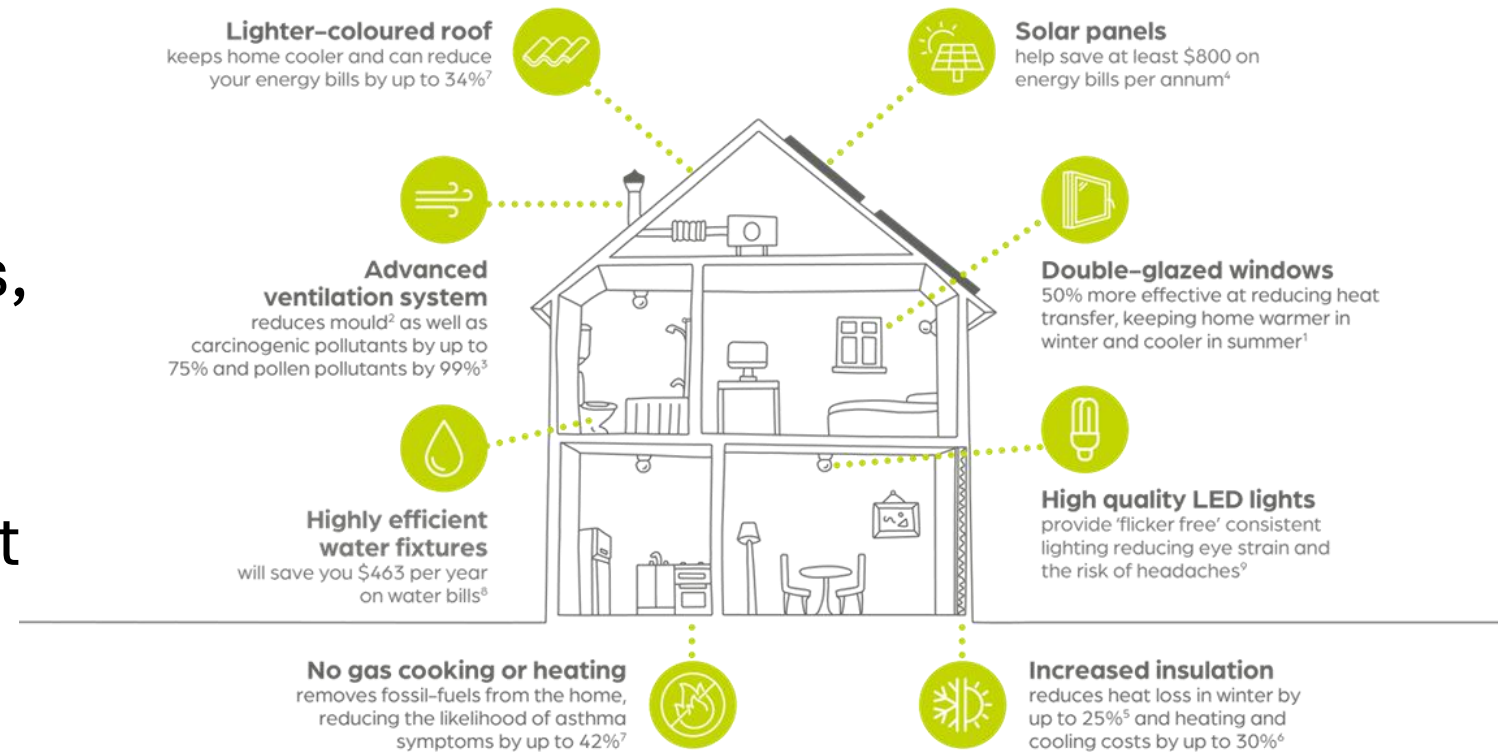 Lighter-coloured roof
keeps home cooler and can reduce
your energy bills by up to 34%⁷
Solar panels
help save at least $800 on
energy bills per annum⁴
Advanced
ventilation system
reduces mould² as well as
carcinogenic pollutants by up to
75% and pollen pollutants by 99%³
Double-glazed windows
50% more effective at reducing heat
transfer, keeping home warmer in
winter and cooler in summer¹
s,
t
Highly efficient
water fixtures
will save you $463 per year
on water bills⁸
High quality LED lights
provide ‘flicker free’ consistent
lighting reducing eye strain and
the risk of headaches⁹
No gas cooking or heating
removes fossil-fuels from the home,
reducing the likelihood of asthma
symptoms by up to 42%⁷
Increased insulation
reduces heat loss in winter by
up to 25%⁵ and heating and
cooling costs by up to 30%⁶